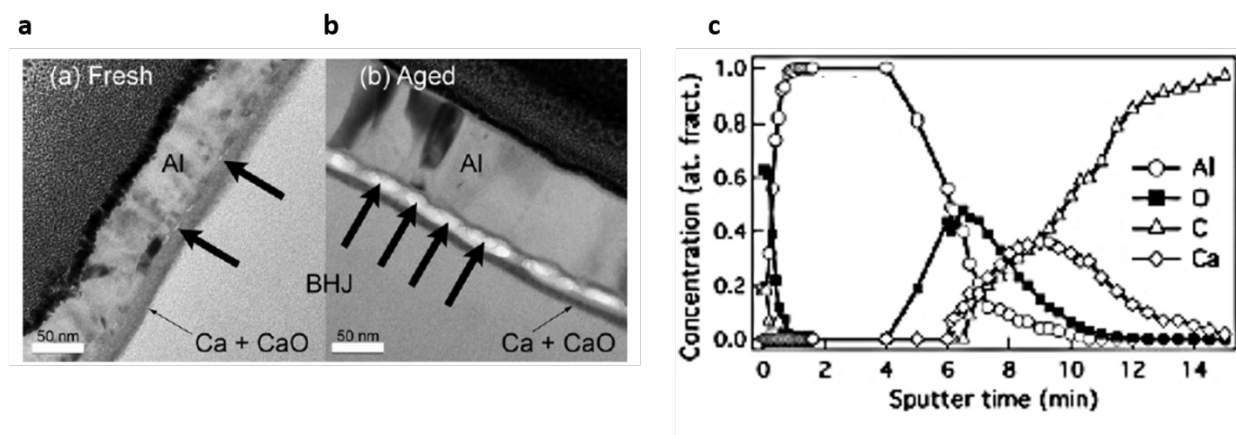 a
b
c
(a) Fresh
Al
Ca + CaO
50 nm
(b) Aged
Al
BHJ
Ca + CaO
50 nm
Concentration (at. fract.)
1.0
0.8
0.6
0.4
0.2
0.0
Al
O
C
Ca
0 2 4 6 8 10 12 14
Sputter time (min)